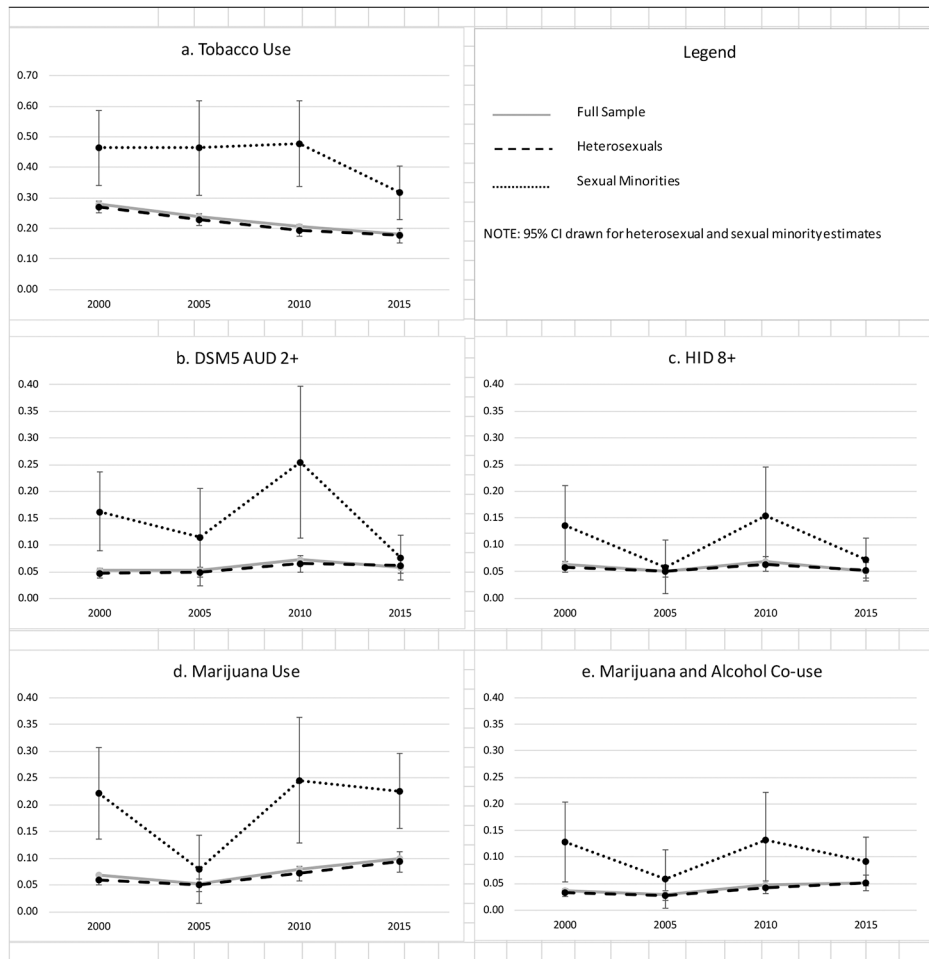 a. Tobacco Use
0.70
0.60
0.50
0.40
0.30
0.20
0.10
0.00
2000 2005 2010 2015
Legend
Full Sample
Heterosexuals
Sexual Minorities
NOTE: 95% CI drawn for heterosexual and sexual minority estimates
b. DSM5 AUD 2+
0.40
0.35
0.30
0.25
0.20
0.15
0.10
0.05
0.00
2000 2005 2010 2015
c. HID 8+
0.40
0.35
0.30
0.25
0.20
0.15
0.10
0.05
0.00
2000 2005 2010 2015
d. Marijuana Use
0.40
0.35
0.30
0.25
0.20
0.15
0.10
0.05
0.00
2000 2005 2010 2015
e. Marijuana and Alcohol Co-use
0.40
0.35
0.30
0.25
0.20
0.15
0.10
0.05
0.00
2000 2005 2010 2015